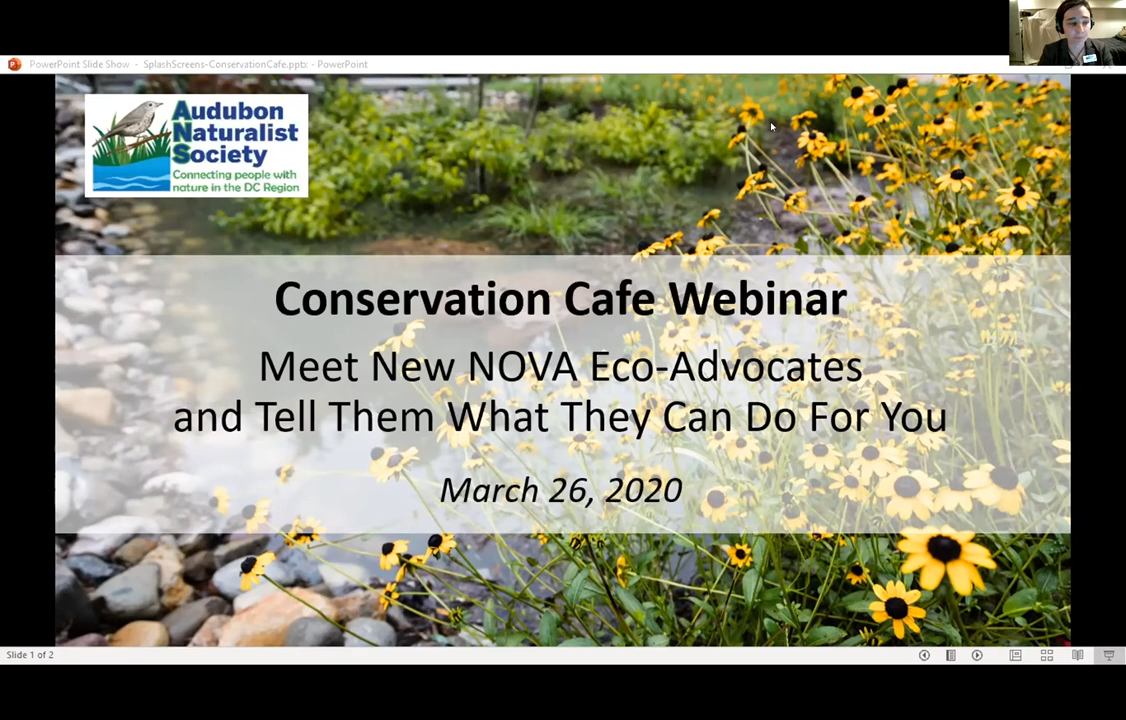 PowerPoint Slide Show - SplashScreens-ConservationCafe.pptx - PowerPoint
Audubon
Naturalist
Society
Connecting people with
nature in the DC Region
Conservation Cafe Webinar
Meet New NOVA Eco-Advocates
and Tell Them What They Can Do For You
March 26, 2020
Slide 1 of 2